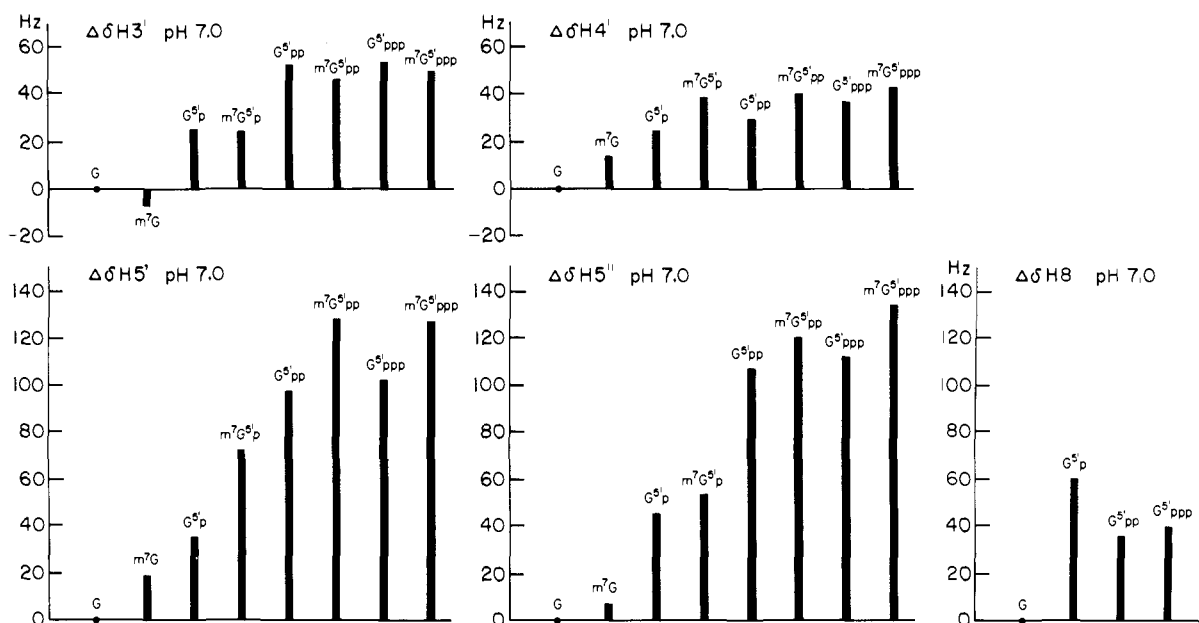 Hz
ΔδH3' pH 7.0
60
40
20
0
-20
G
m⁷G
G⁵'p
m⁷G⁵'p
G⁵'pp
m⁷G⁵'pp
G⁵'ppp
m⁷G⁵'ppp
Hz
ΔδH4' pH 7.0
60
40
20
0
-20
G
m⁷G
G⁵'p
m⁷G⁵'p
G⁵'pp
m⁷G⁵'pp
G⁵'ppp
m⁷G⁵'ppp
ΔδH5' pH 7.0
140
120
100
80
60
40
20
0
G
m⁷G
G⁵'p
m⁷G⁵'p
G⁵'pp
m⁷G⁵'pp
G⁵'ppp
m⁷G⁵'ppp
ΔδH5'' pH 7.0
140
120
100
80
60
40
20
0
G
m⁷G
G⁵'p
m⁷G⁵'p
G⁵'pp
m⁷G⁵'pp
G⁵'ppp
m⁷G⁵'ppp
Hz
ΔδH8 pH 7.0
140
120
100
80
60
40
20
0
G
G⁵'p
G⁵'pp
G⁵'ppp